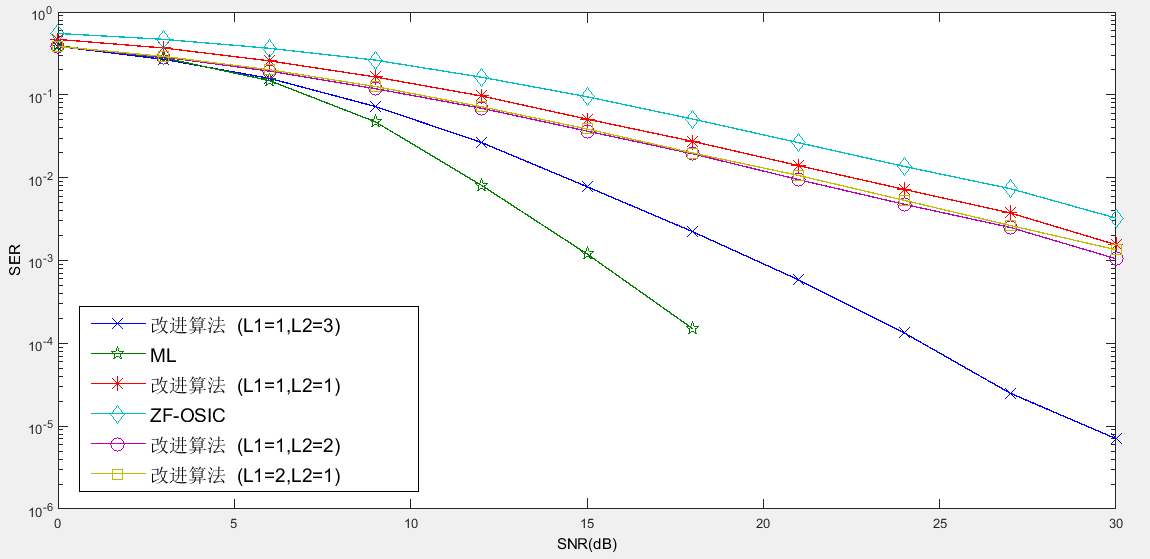 10^0
10^-1
10^-2
10^-3
10^-4
10^-5
10^-6
SER
改进算法 (L1=1,L2=3)
ML
改进算法 (L1=1,L2=1)
ZF-OSIC
改进算法 (L1=1,L2=2)
改进算法 (L1=2,L2=1)
0 5 10 15 20 25 30
SNR(dB)